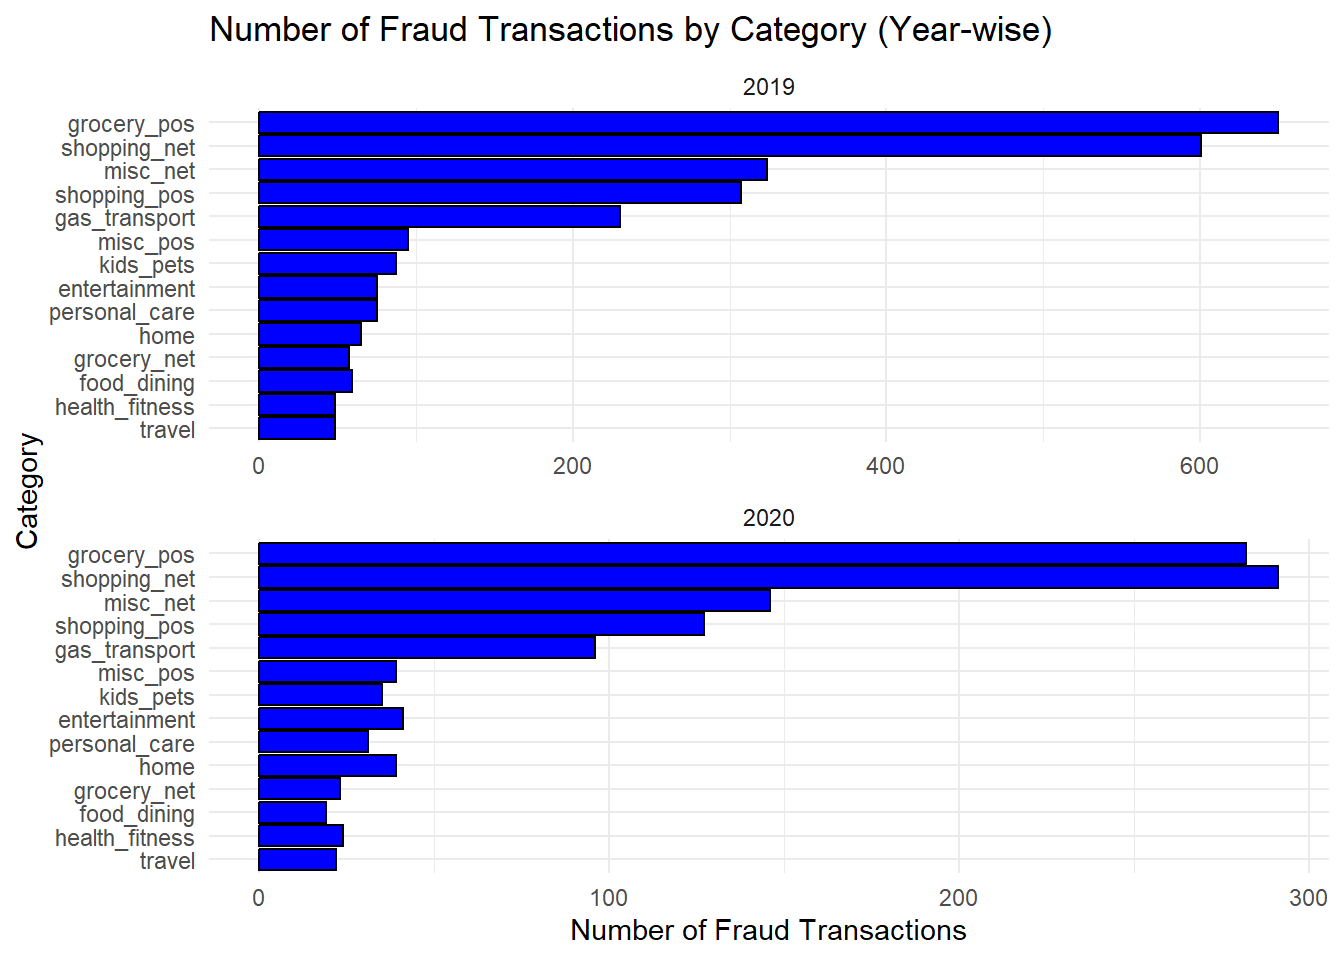 Number of Fraud Transactions by Category (Year-wise)
2019
grocery_pos
shopping_net
misc_net
shopping_pos
gas_transport
misc_pos
kids_pets
entertainment
personal_care
home
grocery_net
food_dining
health_fitness
travel
0 200 400 600
Category
2020
grocery_pos
shopping_net
misc_net
shopping_pos
gas_transport
misc_pos
kids_pets
entertainment
personal_care
home
grocery_net
food_dining
health_fitness
travel
0 100 200 300
Number of Fraud Transactions